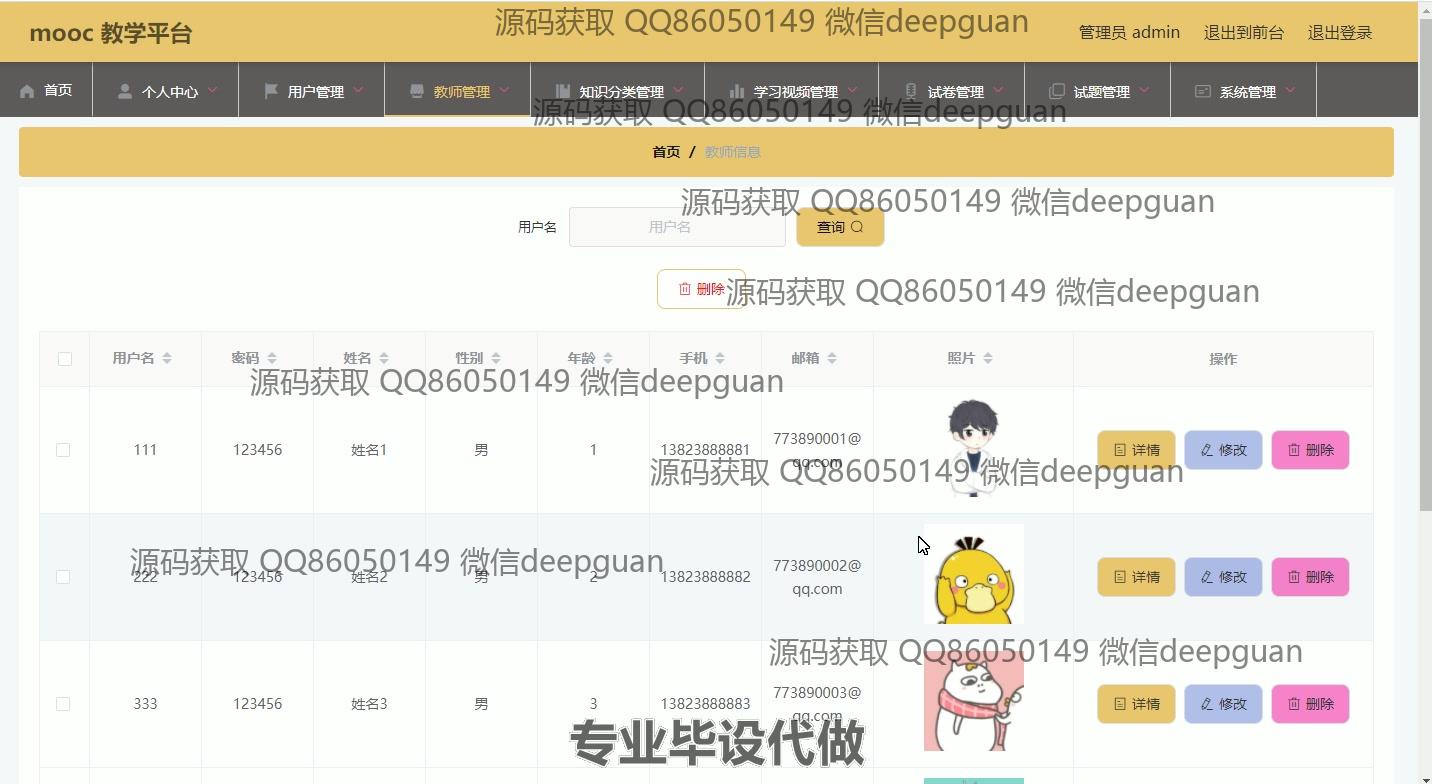 mooc 教学平台
源码获取 QQ86050149 微信deepguan
管理员 admin 退出到前台 退出登录
首页 个人中心 用户管理 教师管理 知识分类管理 学习视频管理 试卷管理 试题管理 系统管理
源码获取 QQ86050149 微信deepguan
首页 / 教师信息
源码获取 QQ86050149 微信deepguan
用户名 用户名 查询
删除
源码获取 QQ86050149 微信deepguan
用户名 密码 姓名 性别 年龄 手机 邮箱 照片 操作
源码获取 QQ86050149 微信deepguan
111 123456 姓名1 男 1 13823888881 773890001@
qq.com
详情 修改 删除
源码获取 QQ86050149 微信deepguan
源码获取 QQ86050149 微信deepguan
222 123456 姓名2 男 2 13823888882 773890002@
qq.com
详情 修改 删除
源码获取 QQ86050149 微信deepguan
333 123456 姓名3 男 3 13823888883 773890003@
qq.com
详情 修改 删除
专业毕设代做